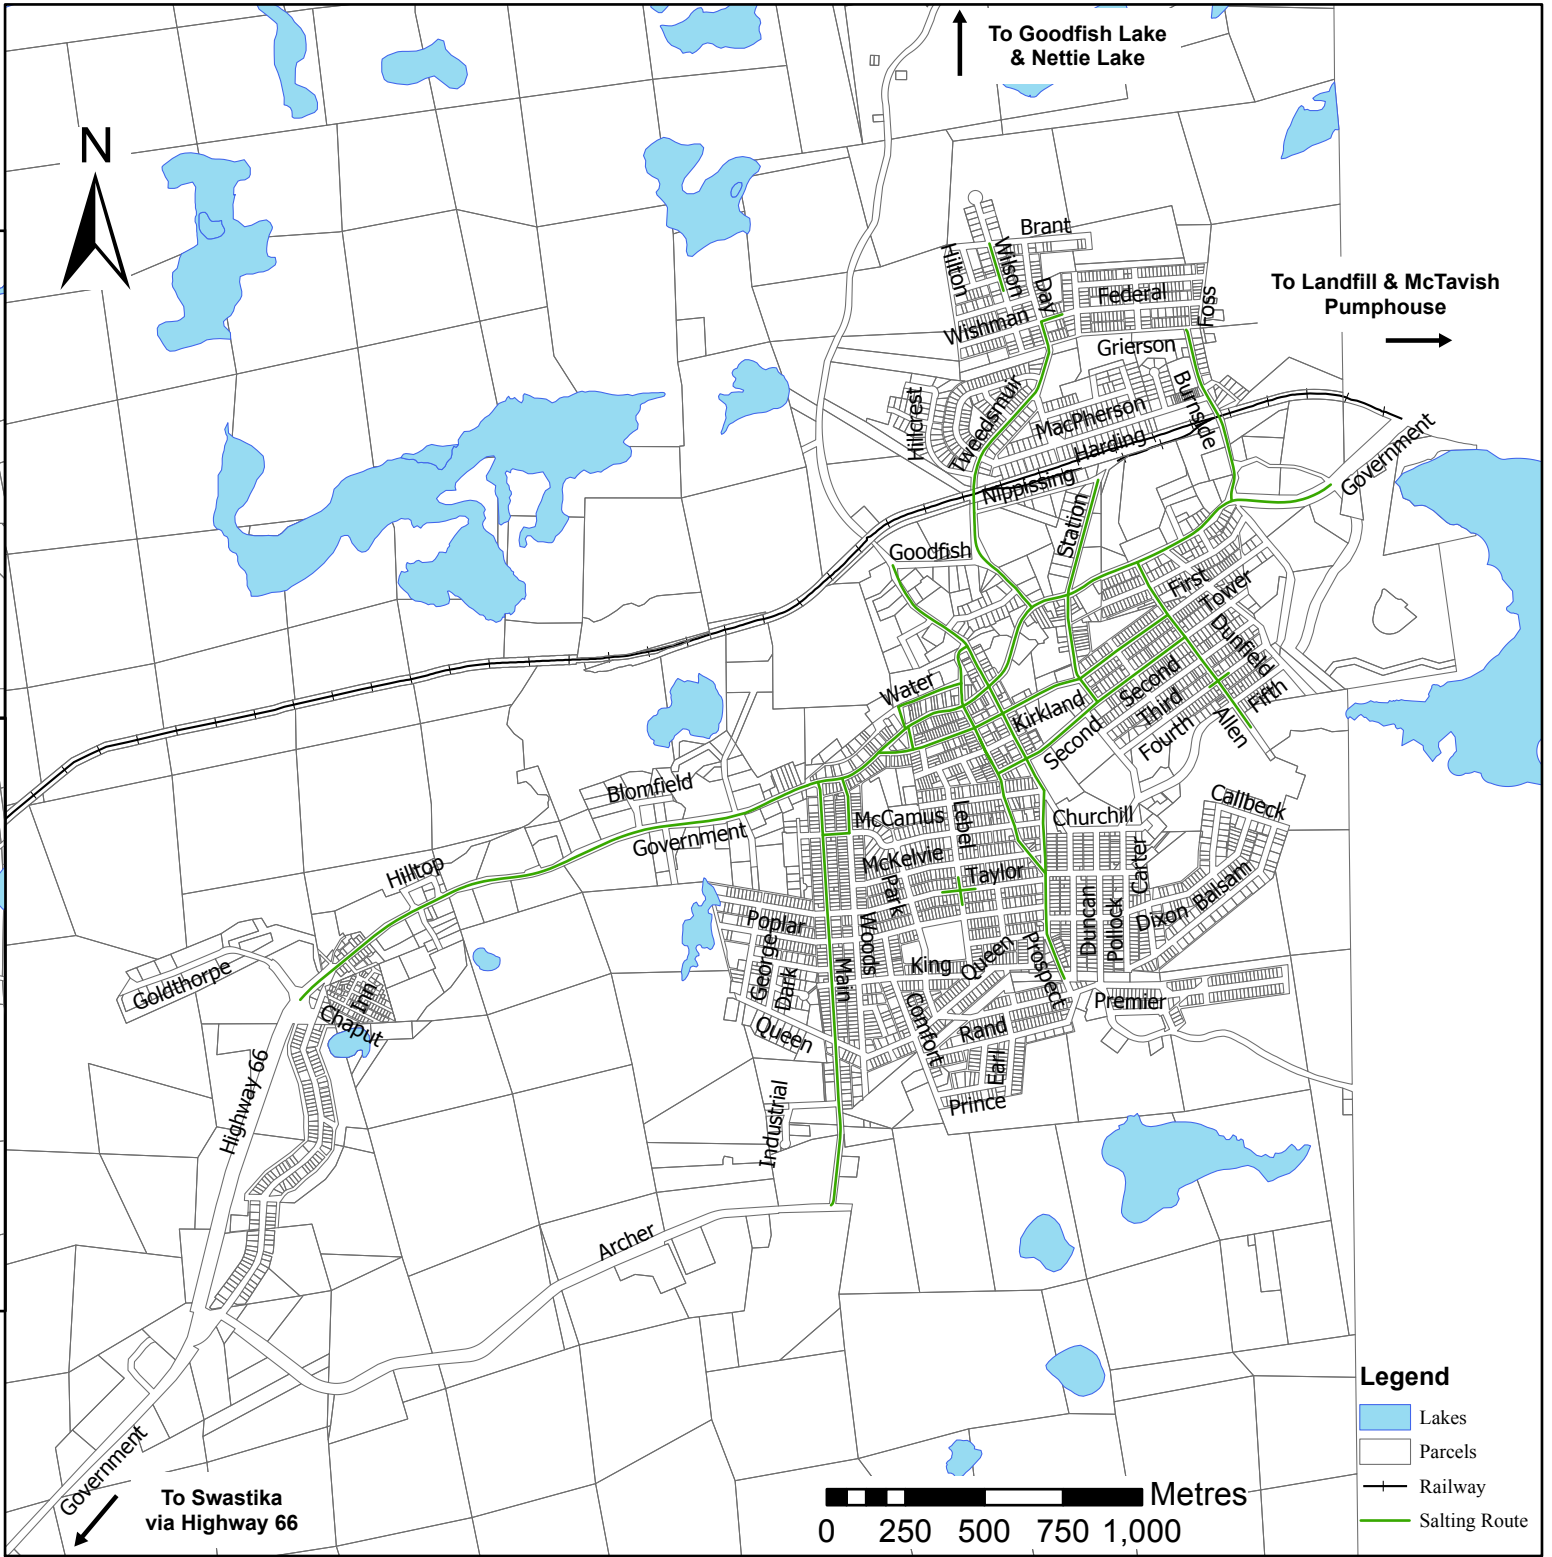 To Goodfish Lake
& Nettie Lake
N
Brant
Hilton
Wilson
Day
To Landfill & McTavish
Pumphouse
Federal
Foss
Wishman
Grierson
Hillcrest
Tweedsmuir
MacPherson
Burnside
Harding
Nippissing
Government
Station
Goodfish
First
Tower
Dunfield
Water
Kirkland
Second
Second
Third
Fourth
Fifth
Allen
Blomfield
Government
McCamus
Lebel
Churchill
Callbeck
Hilltop
McKelvie
Taylor
Carter
Park
Balsam
Poplar
Woods
Duncan
Pollock
Dixon
George
Dark
Main
King
Queen
Prospect
Goldthorpe
Inn
Chaput
Queen
Comfort
Rand
Premier
Earl
Prince
Highway 66
Industrial
Archer
Government
To Swastika
via Highway 66
Metres
0 250 500 750 1,000
Legend
Lakes
Parcels
Railway
Salting Route